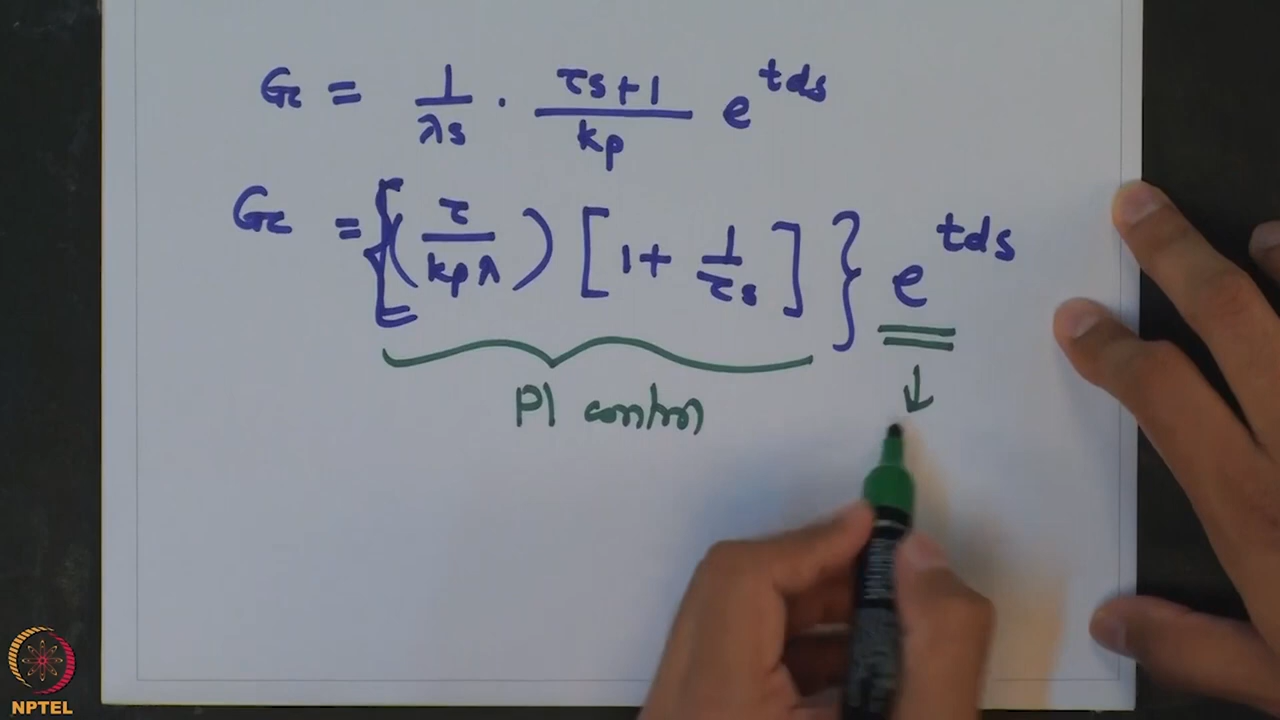 Gc = 1/λs · τs+1/kp e^tds
Gc = {(τ/kpλ) [1 + 1/τs]} e^tds
PI control
NPTEL